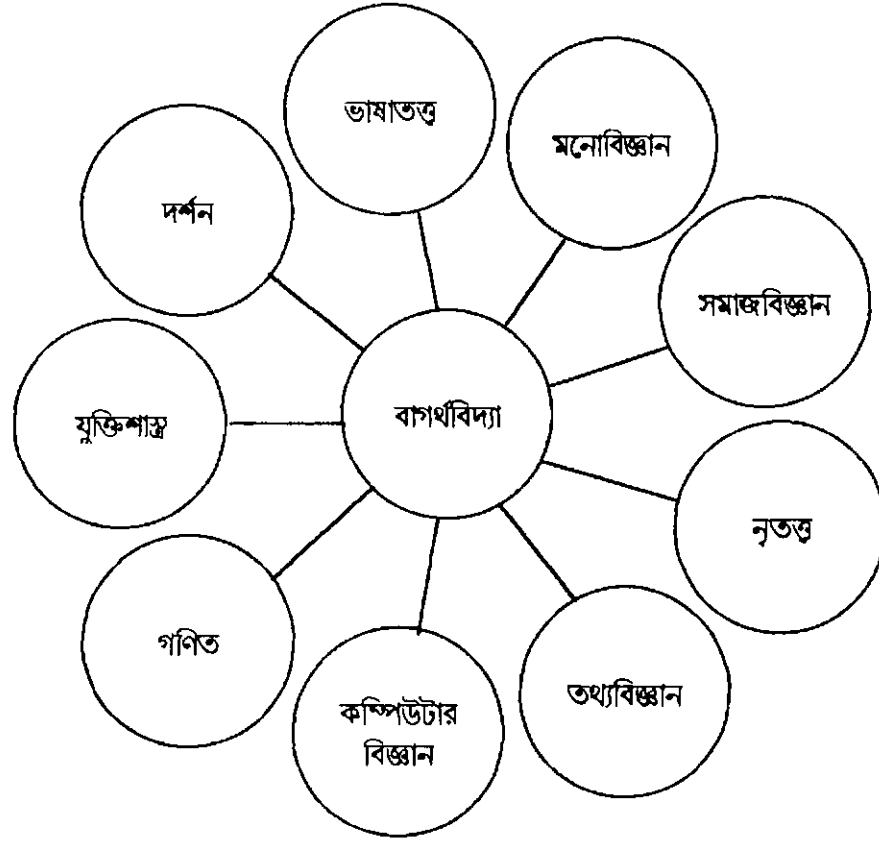 ভাষাতত্ত্ব
মনোবিজ্ঞান
দর্শন
সমাজবিজ্ঞান
যুক্তিশাস্ত্র
বাগর্থবিদ্যা
নৃতত্ত্ব
গণিত
তথ্যবিজ্ঞান
কম্পিউটার
বিজ্ঞান